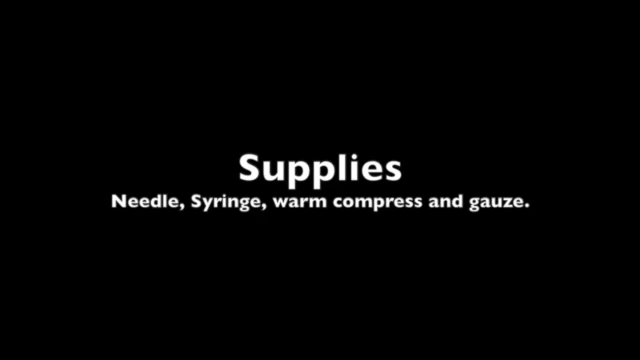 Supplies
Needle, Syringe, warm compress and gauze.